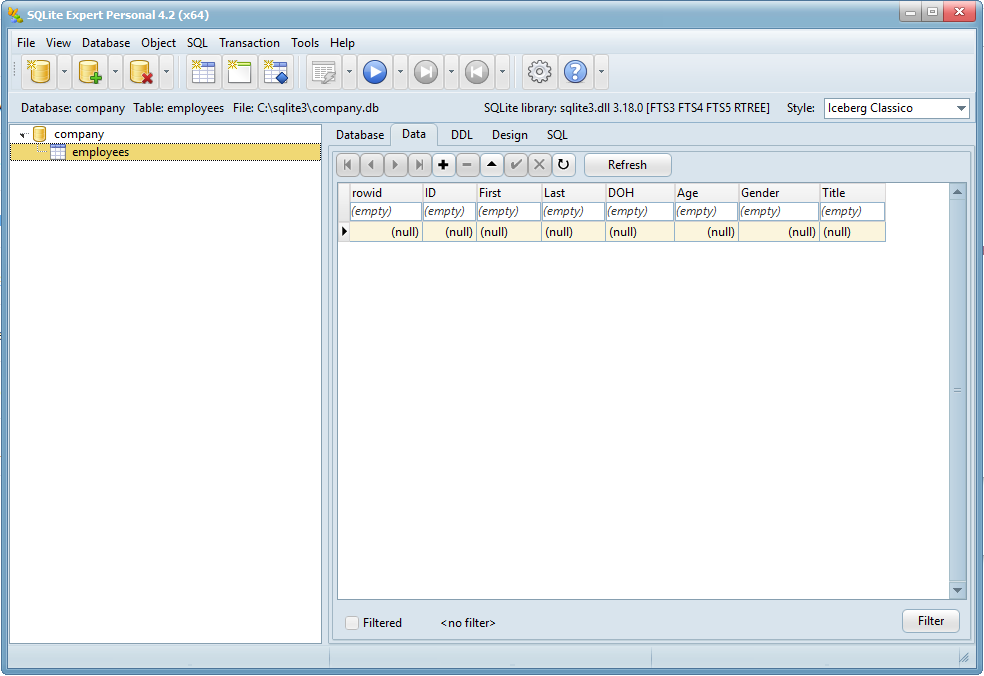 SQLite Expert Personal 4.2 (x64)
File View Database Object SQL Transaction Tools Help
Database: company Table: employees File: C:\sqlite3\company.db SQLite library: sqlite3.dll 3.18.0 [FTS3 FTS4 FTS5 RTREE] Style: Iceberg Classico
company
employees
Database Data DDL Design SQL
Refresh
rowid ID First Last DOH Age Gender Title
(empty) (empty) (empty) (empty) (empty) (empty) (empty) (empty)
(null) (null) (null) (null) (null) (null) (null) (null)
Filtered <no filter> Filter